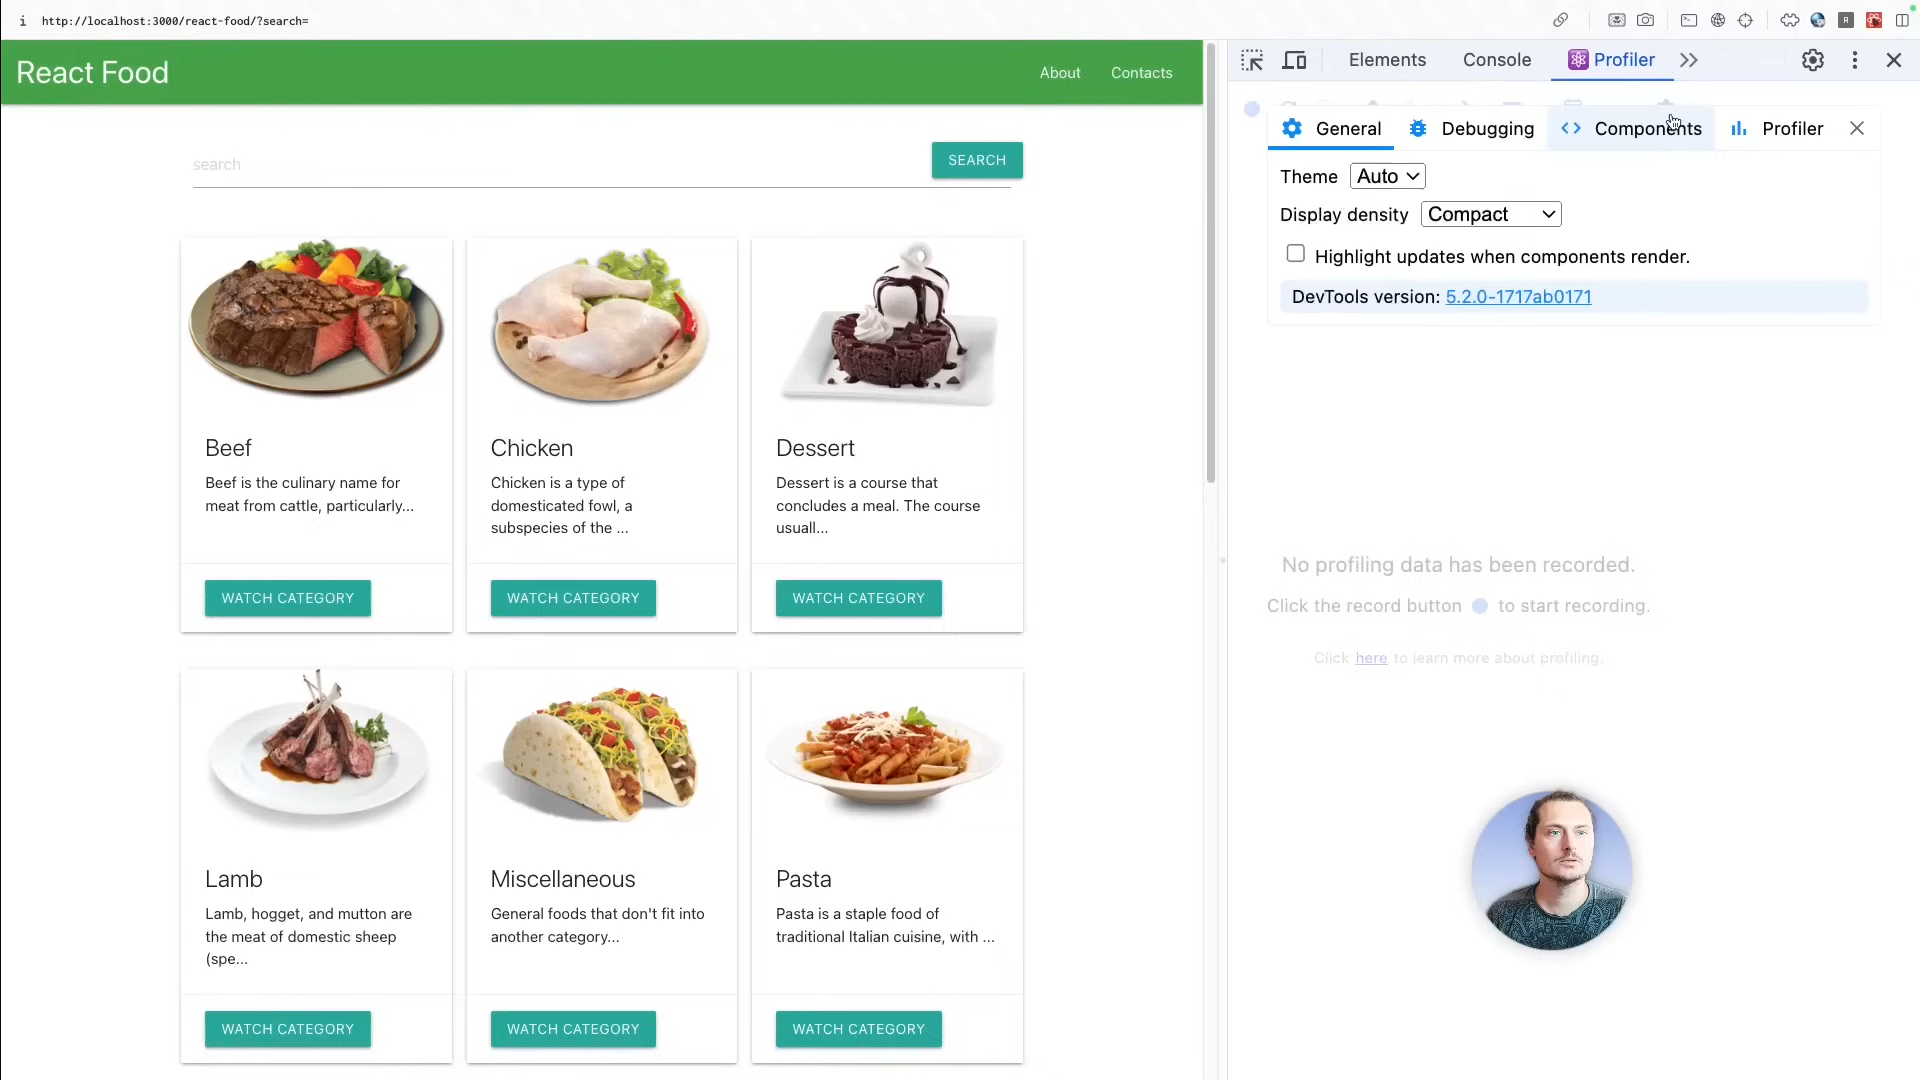 http://localhost:3000/react-food/?search=
React Food
About
Contacts
search
SEARCH
Beef
Beef is the culinary name for
meat from cattle, particularly...
WATCH CATEGORY
Chicken
Chicken is a type of
domesticated fowl, a
subspecies of the ...
WATCH CATEGORY
Dessert
Dessert is a course that
concludes a meal. The course
usuall...
WATCH CATEGORY
Lamb
Lamb, hogget, and mutton are
the meat of domestic sheep
(spe...
WATCH CATEGORY
Miscellaneous
General foods that don't fit into
another category...
WATCH CATEGORY
Pasta
Pasta is a staple food of
traditional Italian cuisine, with ...
WATCH CATEGORY
Elements
Console
Profiler
General
Debugging
Components
Profiler
Theme Auto
Display density Compact
Highlight updates when components render.
DevTools version: 5.2.0-1717ab0171
No profiling data has been recorded.
Click the record button to start recording.
Click here to learn more about profiling.